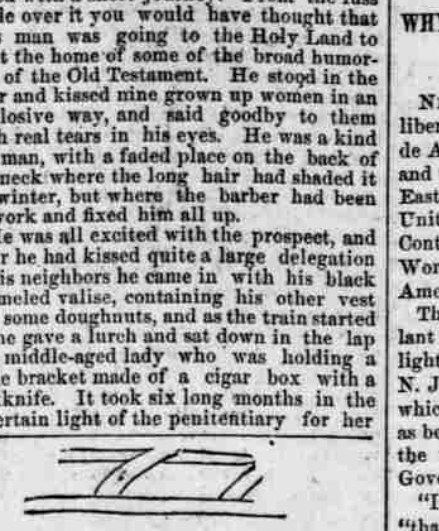 le over it you would have thought that
man was going to the Holy Land to
t the home of some of the broad humor-
of the Old Testament. He stood in the
r and kissed nine grown up women in an
losive way, and said goodby to them
h real tears in his eyes. He was a kind
man, with a faded place on the back of
neck where the long hair had shaded it
winter, but where the barber had been
work and fixed him all up.
e was all excited with the prospect, and
r he had kissed quite a large delegation
is neighbors he came in with his black
meled valise, containing his other vest
some doughnuts, and as the train started
he gave a lurch and sat down in the lap
middle-aged lady who was holding a
e bracket made of a cigar box with a
knife. It took six long months in the
ertain light of the penitentiary for her
WH
N.
liber
de A
and
East
Unit
Cont
Wor
Ame
Th
lant
light
N. J
whic
as be
the
Gov
"I
"tha